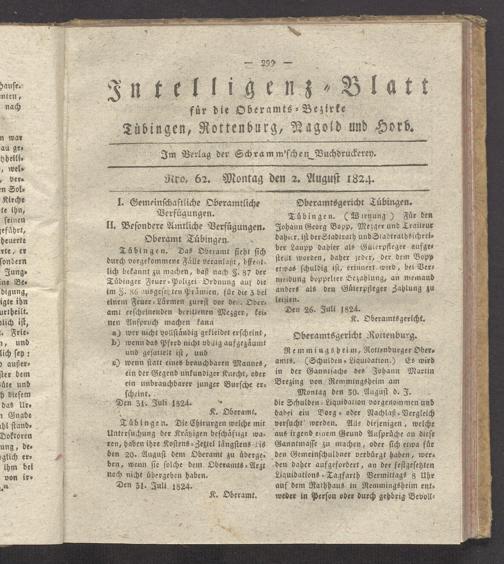 — 299 —
Intelligenz-Blatt
für die Oberamts-Bezirke
Tübingen, Rottenburg, Nagold und Horb.
Im Verlag der Schramm'schen Buchdruckerey.
Nro. 62. Montag den 2. August 1824.
I. Gemeinschaftliche Oberamtliche
Verfügungen.
II. Besondere Amtliche Verfügungen.
Oberamt Tübingen.
Tübingen. Das Oberamt sieht sich
durch vorgekommene Fälle veranlaßt, öffent-
lich bekannt zu machen, daß nach §. 87 der
Tübinger Feuer-Polizei Ordnung auf die
im §. 86 ausgesetzten Prämien, für die 3 bei
einem Feuer-Lärmen zuerst vor dem Ober-
amt erscheinenden berittenen Mezger, kei-
nen Anspruch machen kann
a) wer nicht vollständig gekleidet erscheint,
b) wenn das Pferd nicht völlig aufgezäumt
und gesattelt ist, und
c) wenn statt eines brauchbaren Mannes,
ein der Gegend unkundiger Knecht, oder
ein unbrauchbarer junger Bursche er-
scheint.
Den 31. Juli 1824.
K. Oberamt.
Tübingen. Die Chirurgen welche mit
Untersuchung der Krätzigen beschäftigt wa-
ren, haben ihre Kosten-Zettel längstens bis
den 20. August dem Oberamt zu überge-
ben, wenn sie solche dem Oberamts-Arzt
noch nicht übergeben haben.
Den 31. Juli 1824.
K. Oberamt.
Oberamtsgericht Tübingen.
Tübingen. (Warnung) Für den
Johann Georg Bopp, Mezger und Traiteur
dahier, ist der Stadtrath und Stadtrathsschrei-
ber Laupp dahier als Güterpfleger aufge-
stellt worden, daher jeder, der dem Bopp
etwas schuldig ist, erinnert wird, bei Ver-
meidung doppelter Bezahlung, an niemand
anders als den Güterpfleger Zahlung zu
leisten.
Den 26. Juli 1824.
K. Oberamtsgericht.
Oberamtsgericht Rottenburg.
Remmingsheim, Rottenburger Ober-
amts. (Schulden-Liquidation.) Es wird
in der Ganntsache des Johann Martin
Brezing von Remmingsheim am
Montag den 30. August d. J.
die Schulden-Liquidation vorgenommen und
dabei ein Borg- oder Nachlaß-Vergleich
versucht werden. Alle diejenigen, welche
aus irgend einem Grund Ansprüche an diese
Ganntmasse zu machen, oder sich etwa für
den Gemeinschuldner verbürgt haben, wer-
den daher aufgefordert, an der festgesetzten
Liquidations-Tagfarth Vermittags 8 Uhr
auf dem Rathhaus in Remmingsheim ent-
weder in Person oder durch gehörig Bevoll-